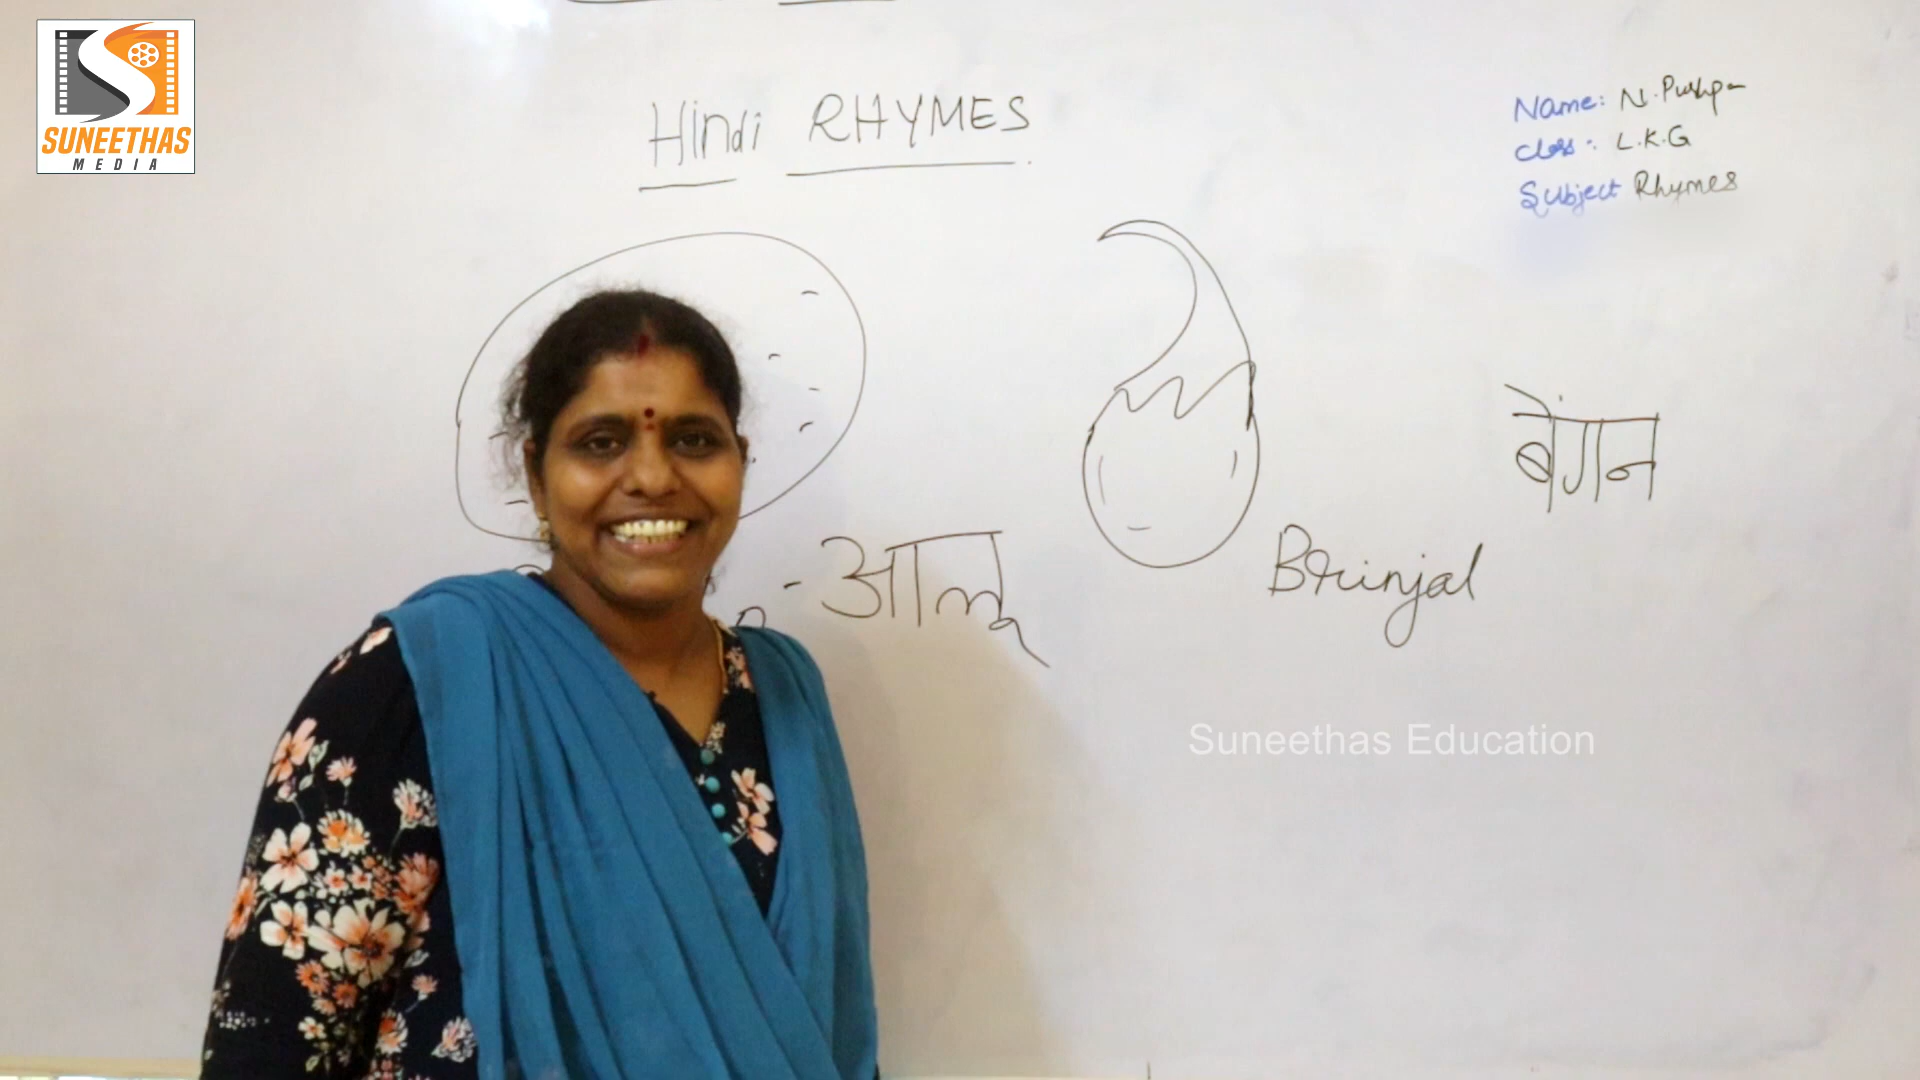 SUNEETHAS
MEDIA
Hindi RHYMES
Name: N. Pushpa
Class: L.K.G
Subject Rhymes
बैंगन
- आलू
Brinjal
Suneethas Education